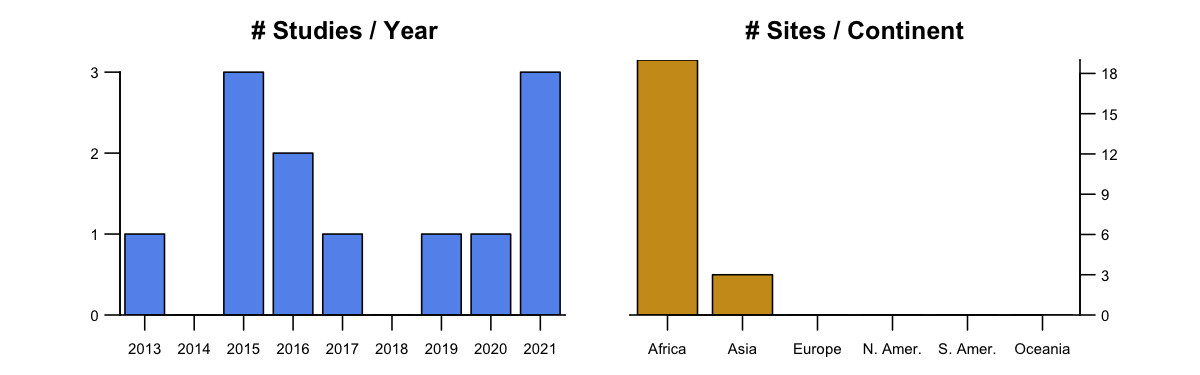 # Studies / Year
3
2
1
0
2013 2014 2015 2016 2017 2018 2019 2020 2021
# Sites / Continent
18
15
12
9
6
3
0
Africa Asia Europe N. Amer. S. Amer. Oceania